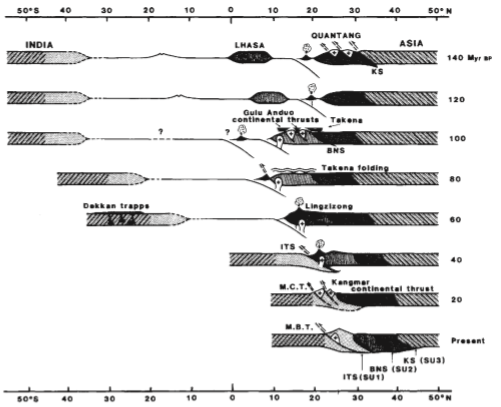 50°S 40 30 20 10 0 10 20 30 40 50°N
QUANTANG
INDIA LHASA ASIA
140 Myr BP
KS
120
Gulu Anduo Takena
continental thrusts
? ? 100
BNS
Takena folding
80
Dekkan trapps Lingzizong
60
ITS
40
M.C.T. Kangmar
continental thrust
20
M.B.T.
Present
KS (SU3)
BNS (SU2)
ITS (SU1)
50°S 40 30 20 10 0 10 20 30 40 50°N